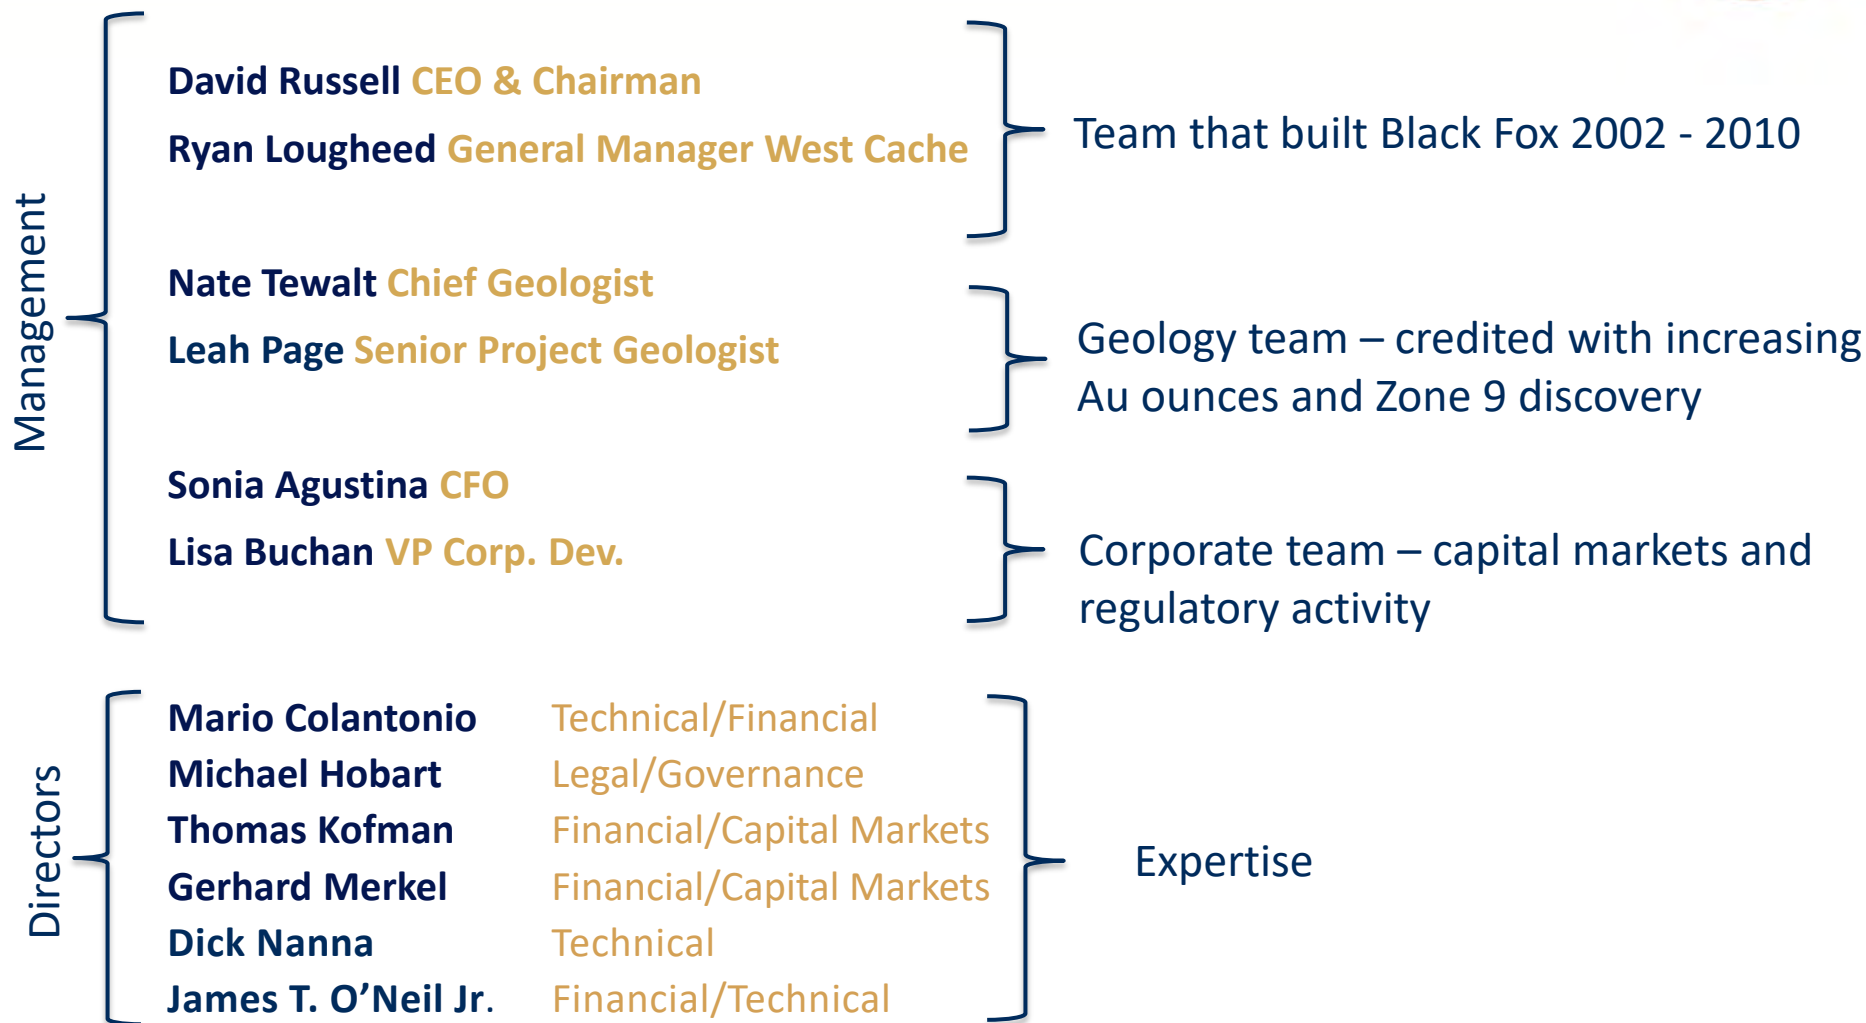 Management
David Russell CEO & Chairman
Ryan Lougheed General Manager West Cache
Team that built Black Fox 2002 - 2010
Nate Tewalt Chief Geologist
Leah Page Senior Project Geologist
Geology team – credited with increasing
Au ounces and Zone 9 discovery
Sonia Agustina CFO
Lisa Buchan VP Corp. Dev.
Corporate team – capital markets and
regulatory activity
Directors
Mario Colantonio Technical/Financial
Michael Hobart Legal/Governance
Thomas Kofman Financial/Capital Markets
Gerhard Merkel Financial/Capital Markets
Dick Nanna Technical
James T. O’Neil Jr. Financial/Technical
Expertise